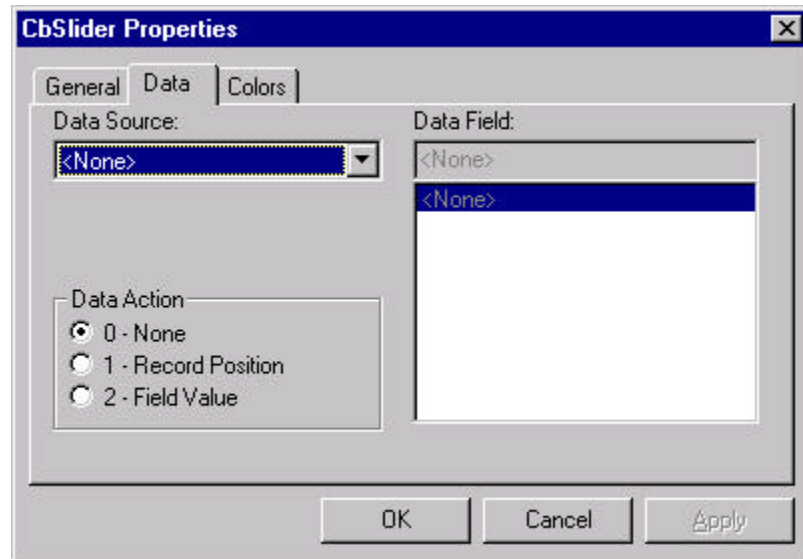 CbSlider Properties
General Data Colors
Data Source:
<None>
Data Field:
<None>
<None>
Data Action
0 - None
1 - Record Position
2 - Field Value
OK Cancel Apply